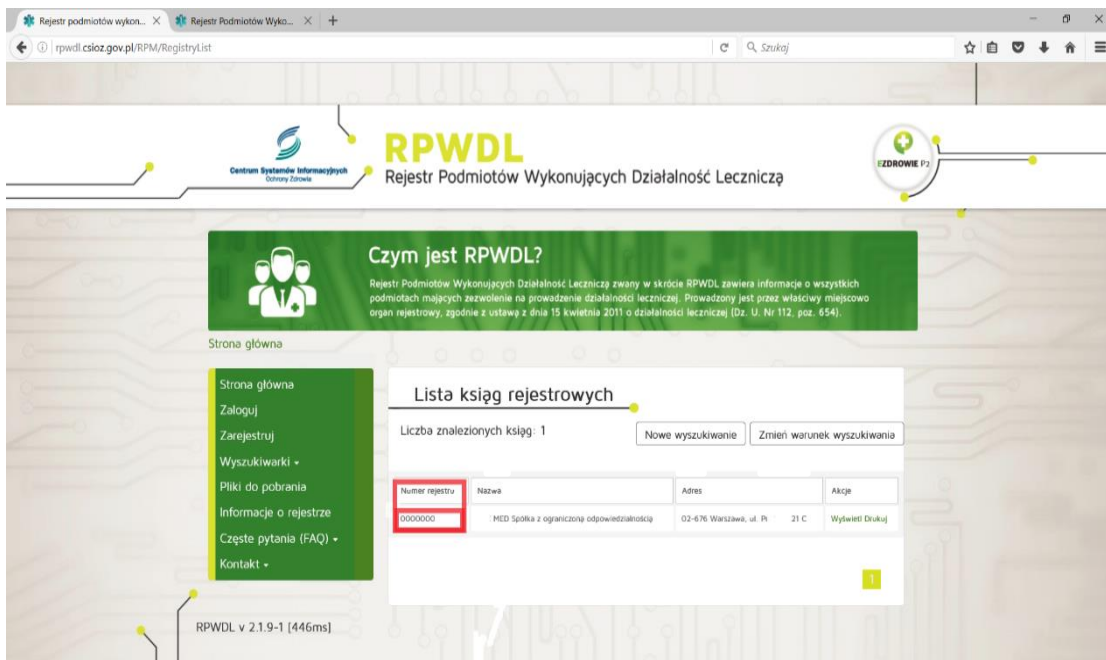 Rejestr podmiotów wykon...
Rejestr Podmiotów Wyko...
rpwdl.csioz.gov.pl/RPM/RegistryList
Szukaj
Centrum Systemów Informacyjnych
Ochrony Zdrowia
RPWDL
Rejestr Podmiotów Wykonujących Działalność Leczniczą
EZDROWIE P2
Czym jest RPWDL?
Rejestr Podmiotów Wykonujących Działalność Leczniczą zwany w skrócie RPWDL zawiera informacje o wszystkich
podmiotach mających zezwolenie na prowadzenie działalności leczniczej. Prowadzony jest przez właściwy miejscowo
organ rejestrowy, zgodnie z ustawą z dnia 15 kwietnia 2011 o działalności leczniczej (Dz. U. Nr 112, poz. 654).
Strona główna
Strona główna
Zaloguj
Zarejestruj
Wyszukiwarki
Pliki do pobrania
Informacje o rejestrze
Częste pytania (FAQ)
Kontakt
Lista ksiąg rejestrowych
Liczba znalezionych ksiąg: 1
Nowe wyszukiwanie
Zmień warunek wyszukiwania
Numer rejestru Nazwa Adres Akcje
0000000 MED Spółka z ograniczoną odpowiedzialnością 02-676 Warszawa, ul. 21 C Wyświetl Drukuj
1
RPWDL v 2.1.9-1 [446ms]